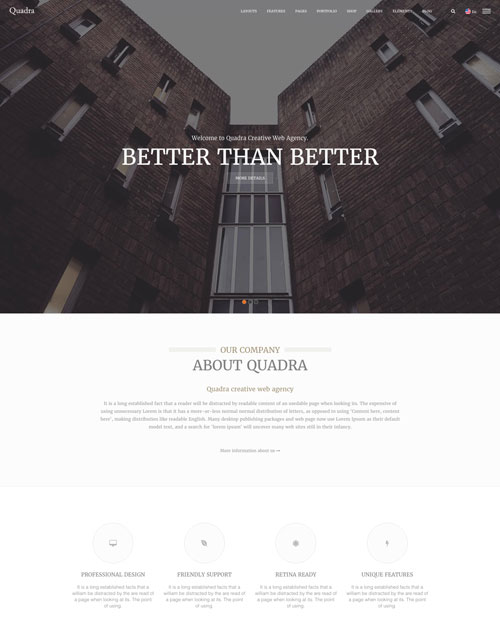 Quadra
LAYOUTS FEATURES PAGES PORTFOLIO SHOP GALLERY ELEMENTS BLOG
Welcome to Quadra Creative Web Agency.
BETTER THAN BETTER
MORE DETAILS
OUR COMPANY
ABOUT QUADRA
Quadra creative web agency
It is a long established fact that a reader will be distracted by readable content of an readable page when looking its. The expensive of
using unnecessary Lorem is that it has a more-or-less normal normal distribution of letters, as opposed to using 'Content here, content
here', making distribution like readable English. Many desktop publishing packages and web page now use Lorem Ipsum as their default
model text, and a search for 'lorem ipsum' will uncover many web sites still in their infancy.
More information about us →
PROFESSIONAL DESIGN
It is a long established facts that a
william be distracted by the are read of
a page when looking at its. The point
of using.
FRIENDLY SUPPORT
It is a long established facts that a
william be distracted by the are read of
a page when looking at its. The point
of using.
RETINA READY
It is a long established facts that a
william be distracted by the are read of
a page when looking at its. The point
of using.
UNIQUE FEATURES
It is a long established facts that a
william be distracted by the are read of
a page when looking at its. The point
of using.